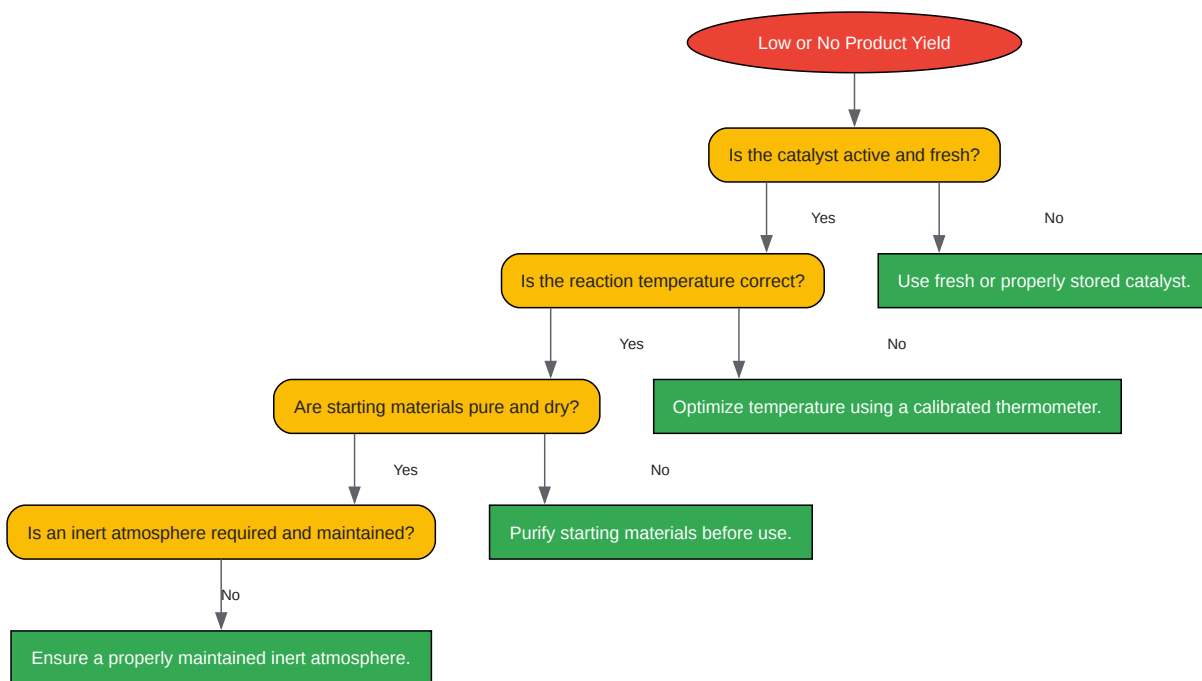 Low or No Product Yield
Is the catalyst active and fresh?
Yes
No
Is the reaction temperature correct?
Use fresh or properly stored catalyst.
Yes
No
Are starting materials pure and dry?
Optimize temperature using a calibrated thermometer.
Yes
No
Is an inert atmosphere required and maintained?
Purify starting materials before use.
No
Ensure a properly maintained inert atmosphere.